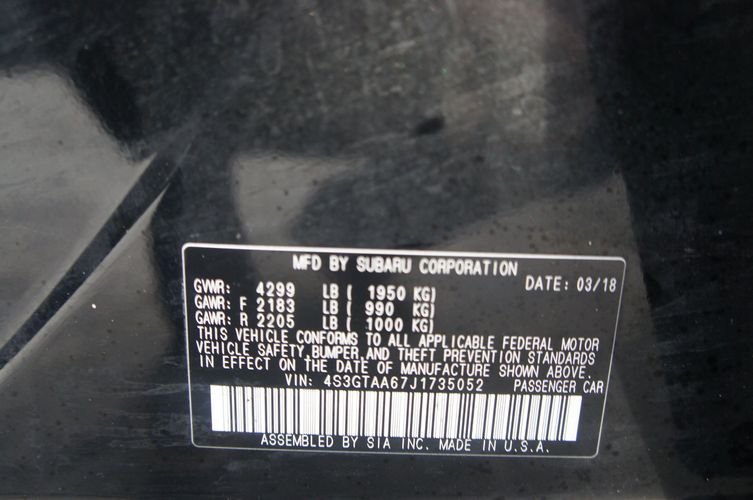 MFD BY SUBARU CORPORATION
DATE: 03/18
GVWR: 4299 LB ( 1950 KG)
GAWR: F 2183 LB ( 990 KG)
GAWR: R 2205 LB ( 1000 KG)
THIS VEHICLE CONFORMS TO ALL APPLICABLE FEDERAL MOTOR
VEHICLE SAFETY,BUMPER,AND THEFT PREVENTION STANDARDS
IN EFFECT ON THE DATE OF MANUFACTURE SHOWN ABOVE.
VIN: 4S3GTAA67J1735052 PASSENGER CAR
ASSEMBLED BY SIA INC. MADE IN U.S.A.